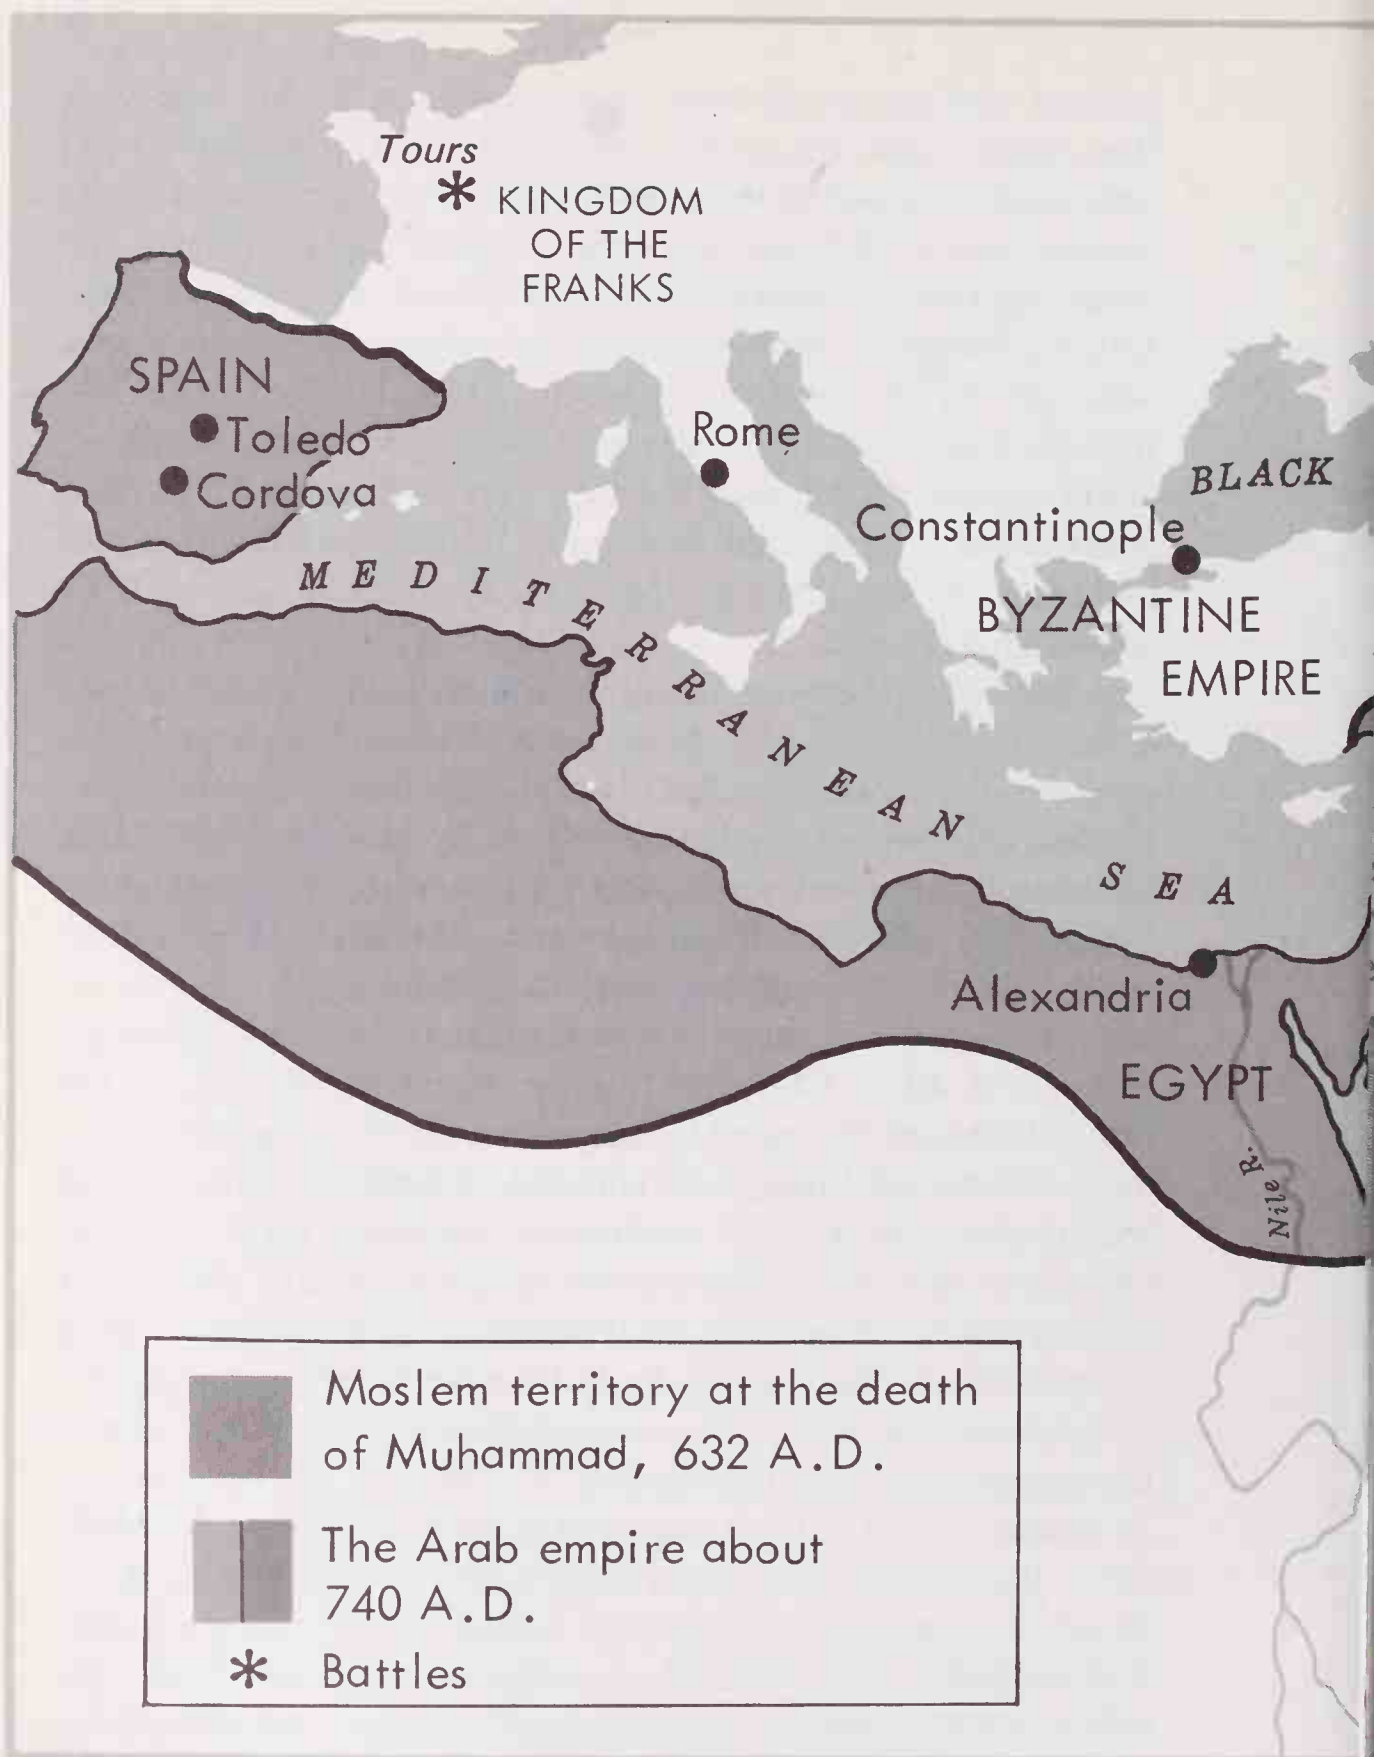 Tours
KINGDOM
OF THE
FRANKS
SPAIN
Toledo
Cordova
Rome
BLACK
Constantinople
BYZANTINE
EMPIRE
MEDITERRANEAN SEA
Alexandria
EGYPT
Nile R.
Moslem territory at the death
of Muhammad, 632 A.D.
The Arab empire about
740 A.D.
* Battles